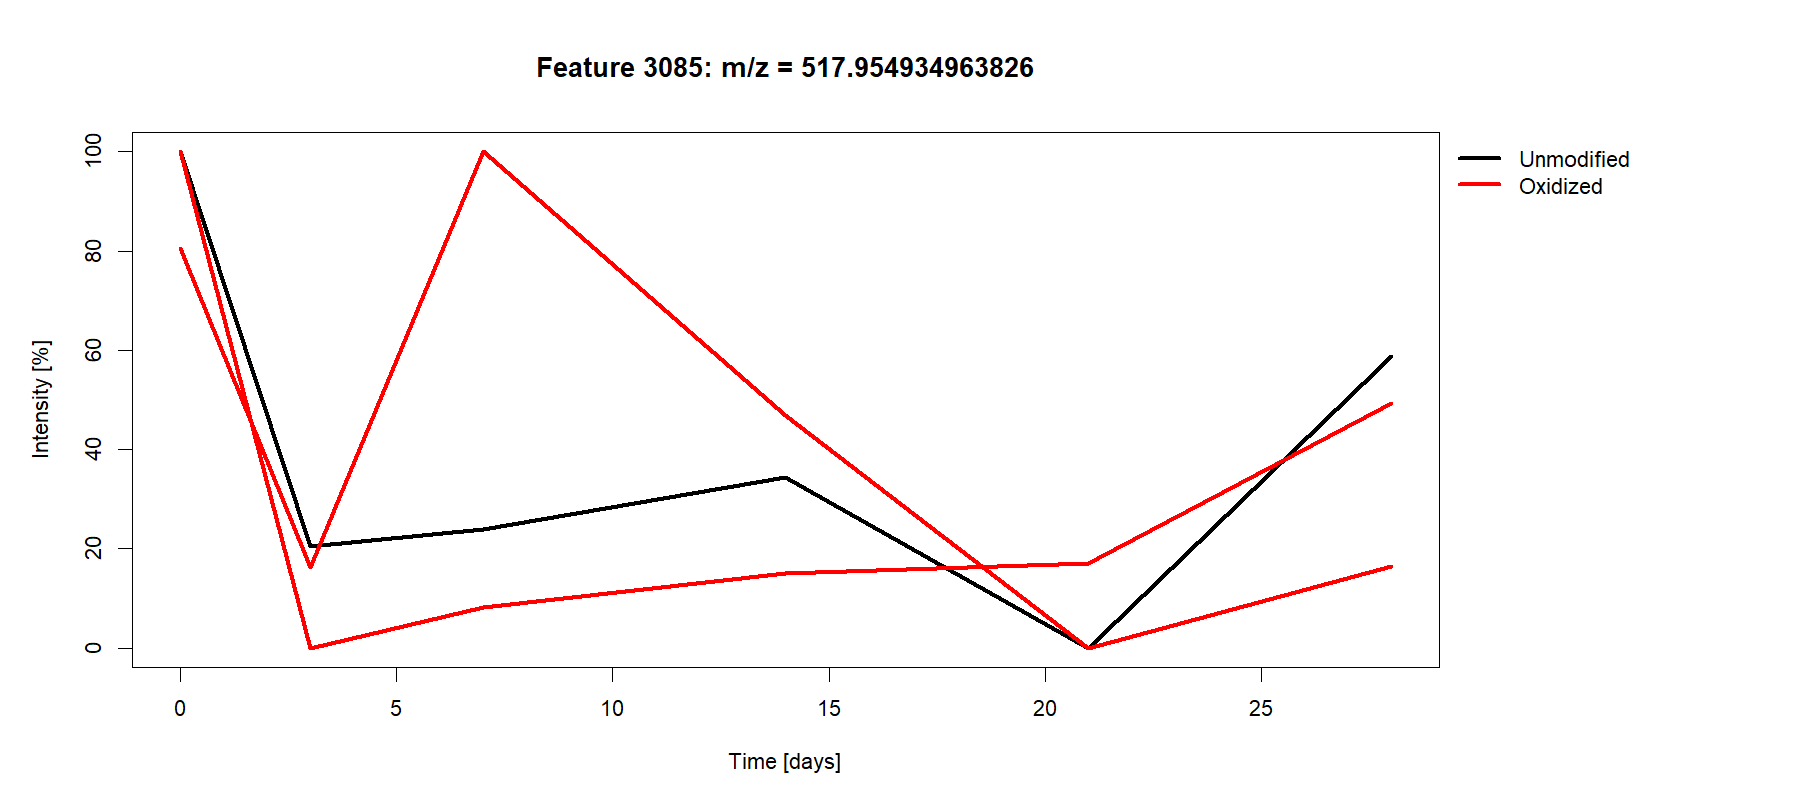 Feature 3085: m/z = 517.954934963826
Unmodified
Oxidized
Intensity [%]
100
80
60
40
20
0
0 5 10 15 20 25
Time [days]